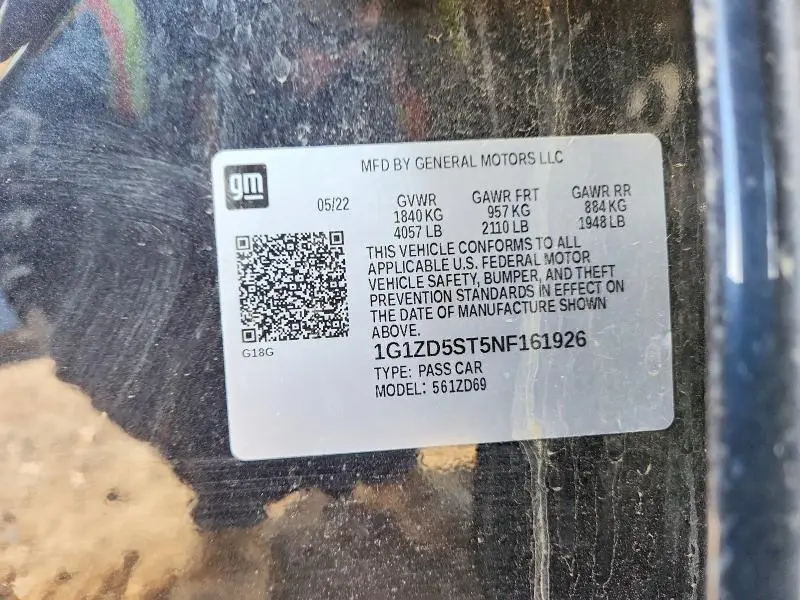 gm
MFD BY GENERAL MOTORS LLC
05/22 GVWR GAWR FRT GAWR RR
1840 KG 957 KG 884 KG
4057 LB 2110 LB 1948 LB
THIS VEHICLE CONFORMS TO ALL
APPLICABLE U.S. FEDERAL MOTOR
VEHICLE SAFETY, BUMPER, AND THEFT
PREVENTION STANDARDS IN EFFECT ON
THE DATE OF MANUFACTURE SHOWN
ABOVE.
G18G
1G1ZD5ST5NF161926
TYPE: PASS CAR
MODEL: 561ZD69